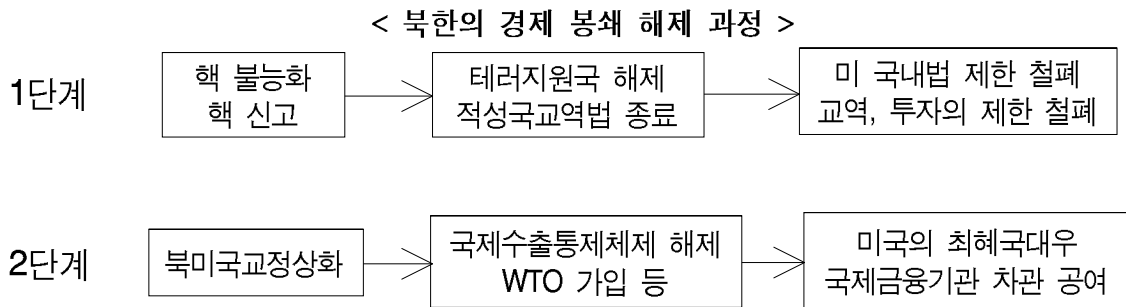 < 북한의 경제 봉쇄 해제 과정 >
1단계
핵 불능화
핵 신고
테러지원국 해제
적성국교역법 종료
미 국내법 제한 철폐
교역, 투자의 제한 철폐
2단계
북미국교정상화
국제수출통제체제 해제
WTO 가입 등
미국의 최혜국대우
국제금융기관 차관 공여